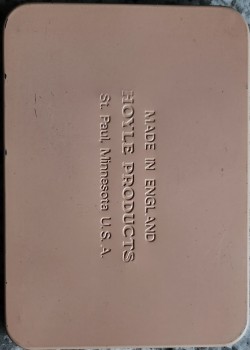 MADE IN ENGLAND
HOYLE PRODUCTS
St. Paul, Minnesota U.S.A.